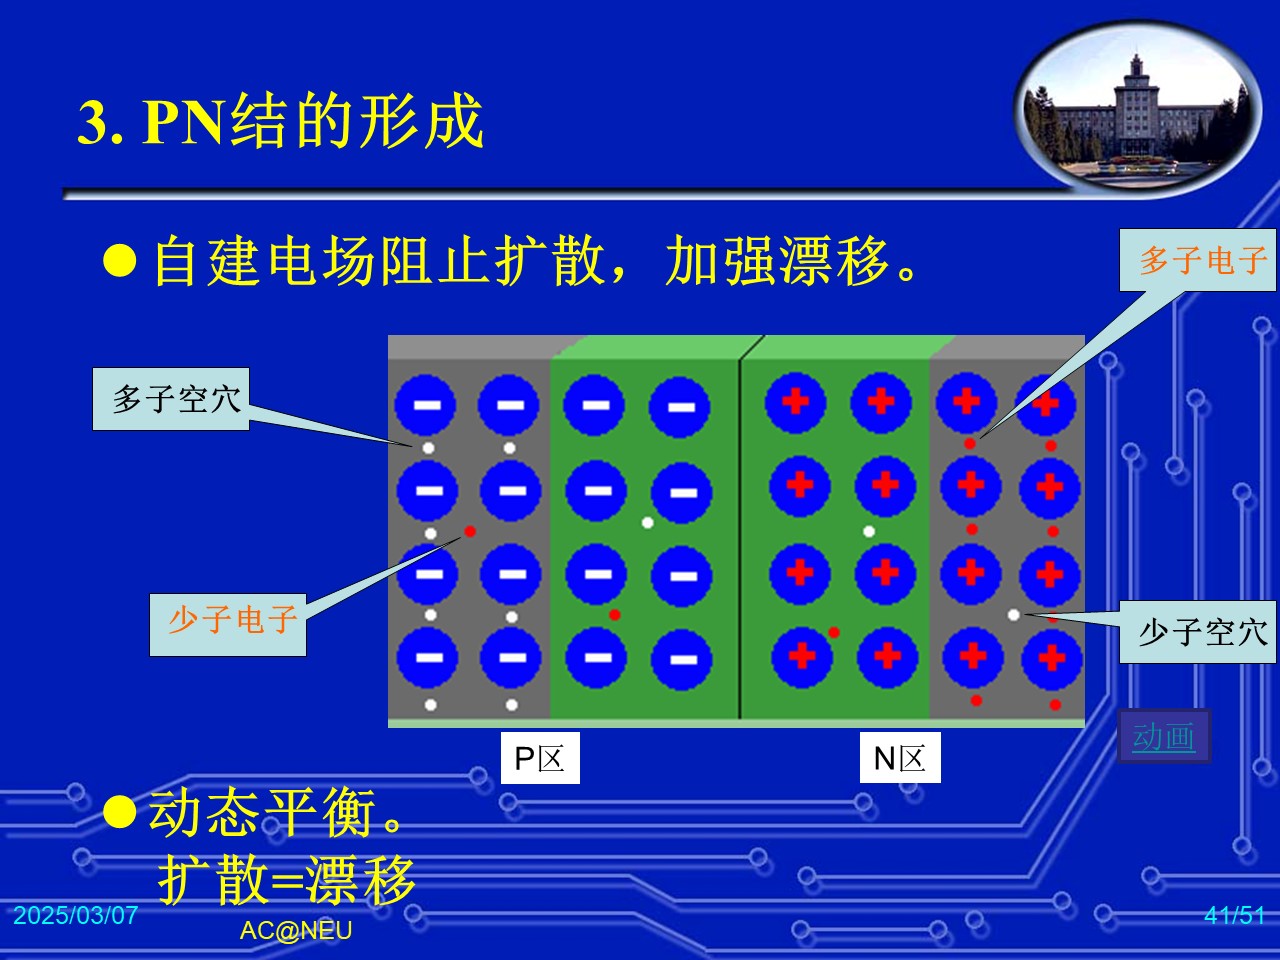 3. PN结的形成
自建电场阻止扩散，加强漂移。
多子电子
多子空穴
少子电子
少子空穴
动画
P区
N区
动态平衡。
扩散=漂移
2025/03/07
AC@NEU
41/51